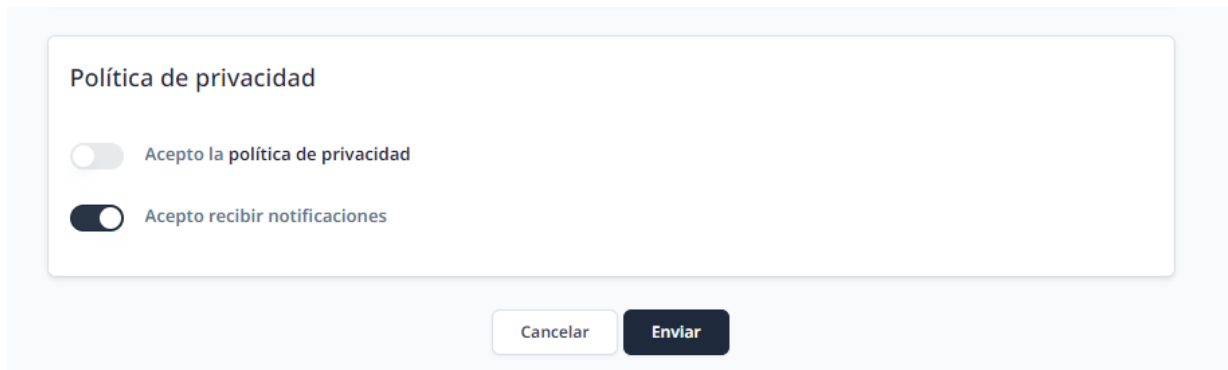 Política de privacidad
Acepto la política de privacidad
Acepto recibir notificaciones
Cancelar Enviar